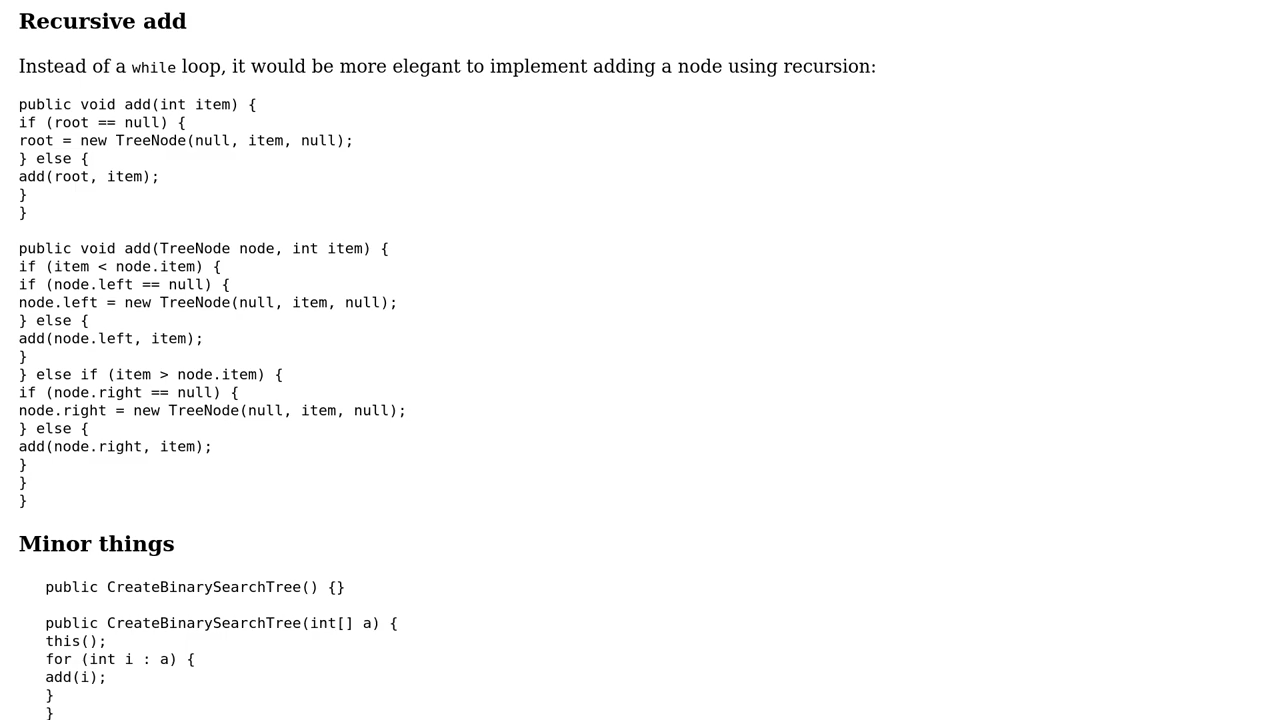 Recursive add
Instead of a while loop, it would be more elegant to implement adding a node using recursion:
public void add(int item) {
if (root == null) {
root = new TreeNode(null, item, null);
} else {
add(root, item);
}
}
public void add(TreeNode node, int item) {
if (item < node.item) {
if (node.left == null) {
node.left = new TreeNode(null, item, null);
} else {
add(node.left, item);
}
} else if (item > node.item) {
if (node.right == null) {
node.right = new TreeNode(null, item, null);
} else {
add(node.right, item);
}
}
}
Minor things
public CreateBinarySearchTree() {}
public CreateBinarySearchTree(int[] a) {
this();
for (int i : a) {
add(i);
}
}